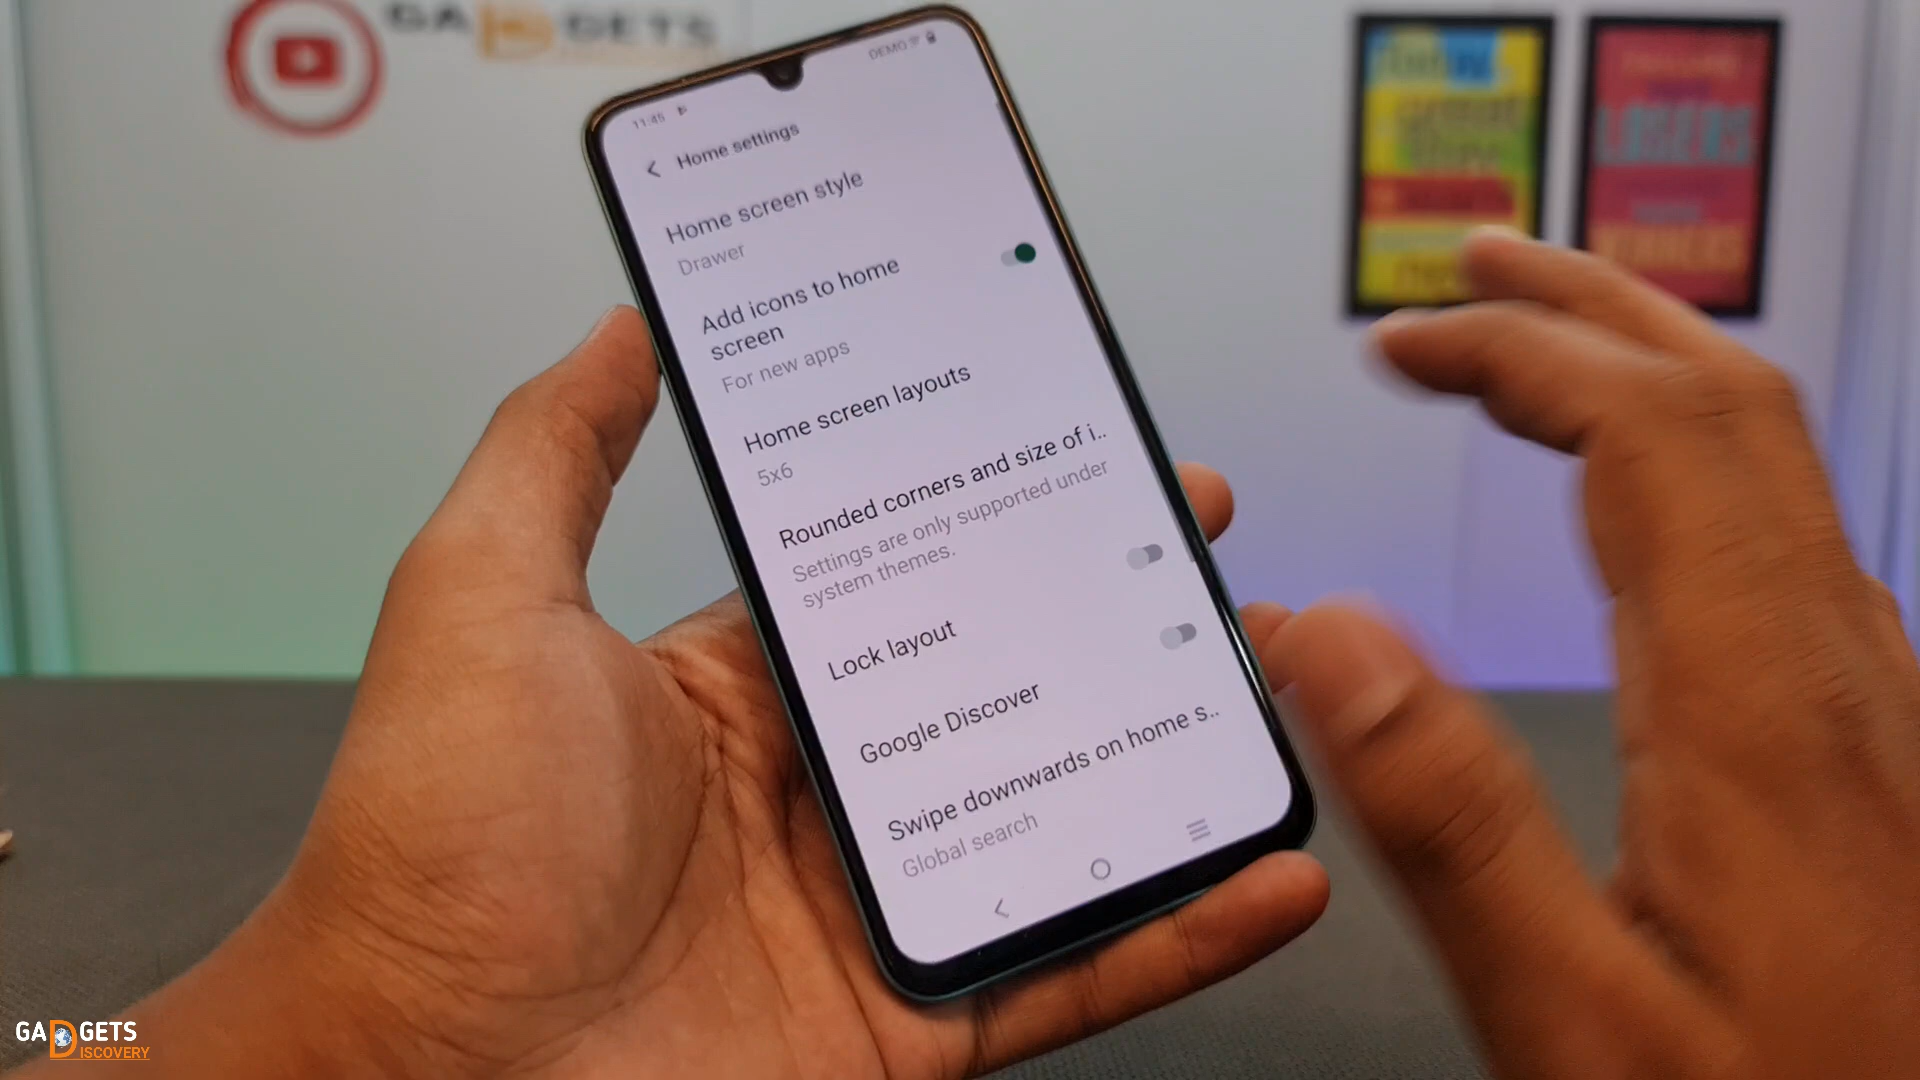 GADGETS
11:45
DEMO
Home settings
Home screen style
Drawer
Add icons to home
screen
For new apps
Home screen layouts
5x6
Rounded corners and size of i..
Settings are only supported under
system themes.
Lock layout
Google Discover
Swipe downwards on home s..
Global search
LOSERS
GADGETS
DISCOVERY